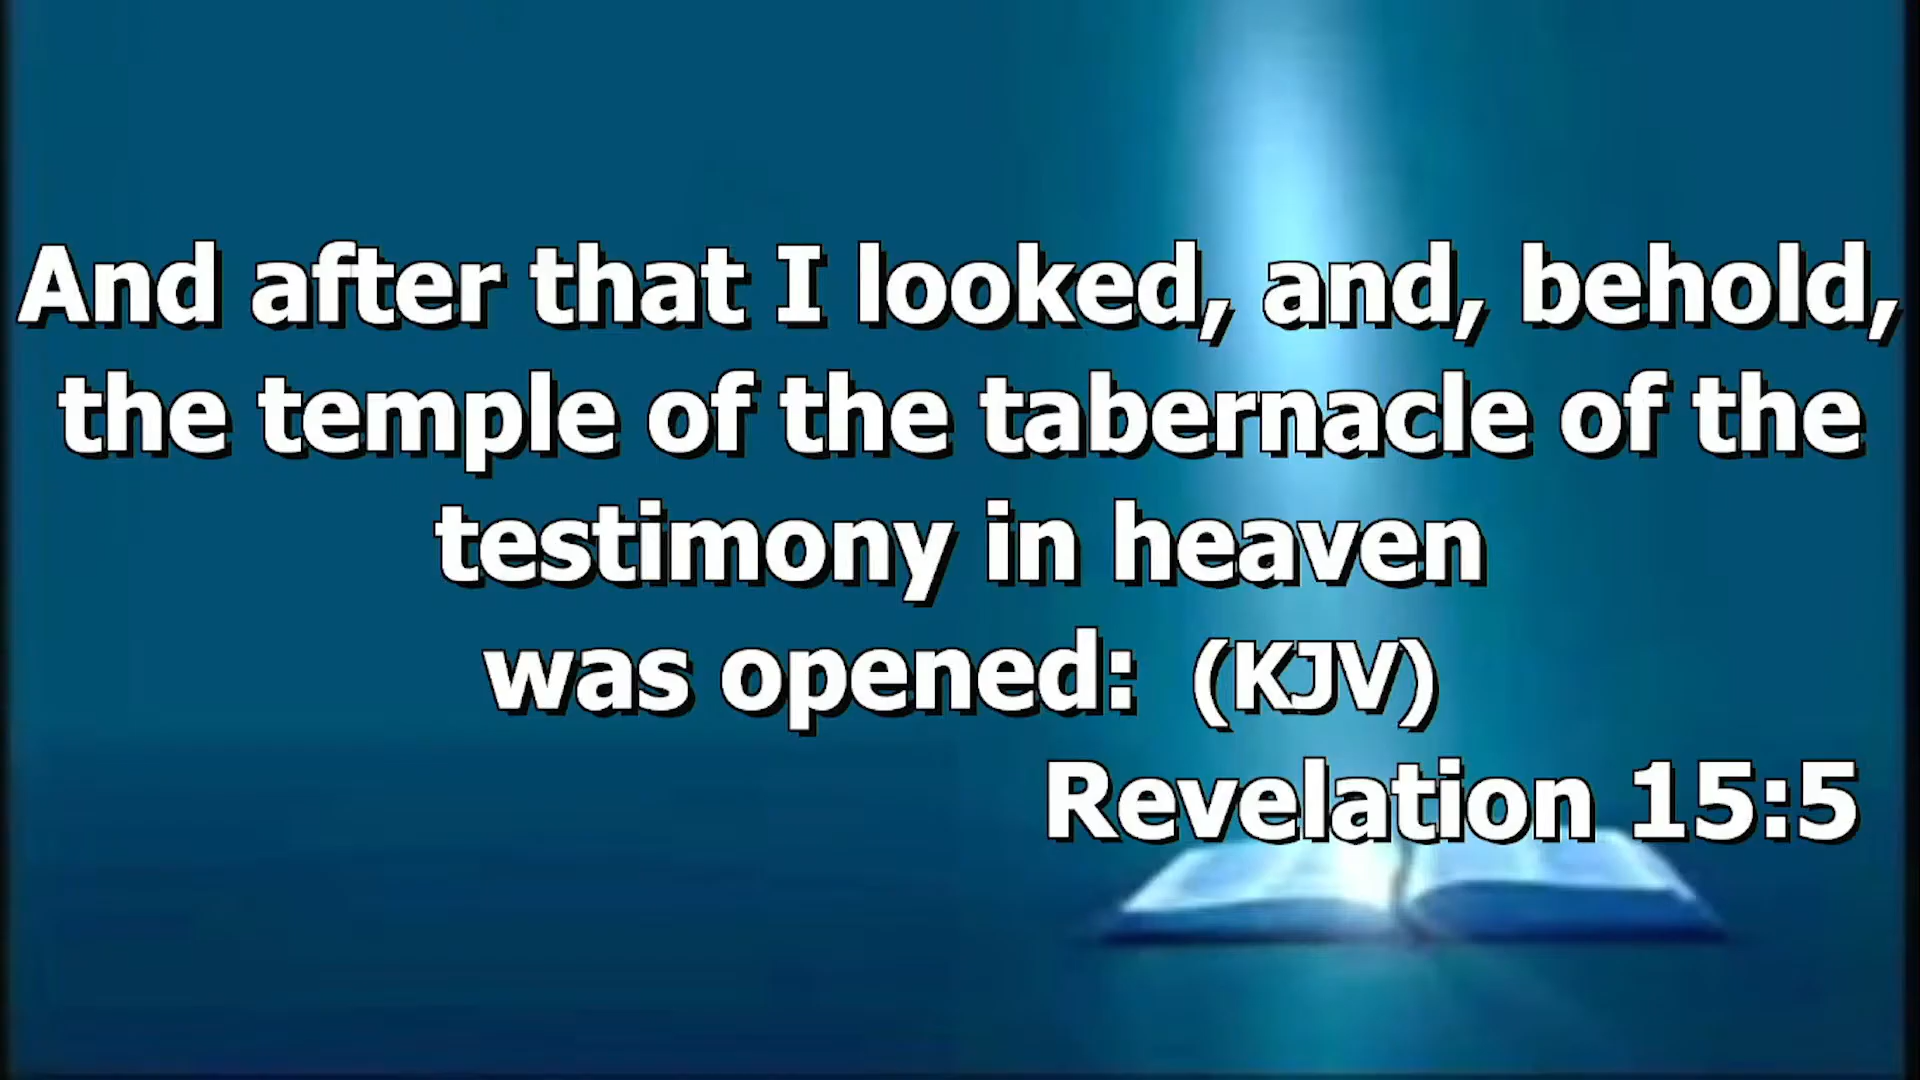 And after that I looked, and, behold,
the temple of the tabernacle of the
testimony in heaven
was opened: (KJV)
Revelation 15:5